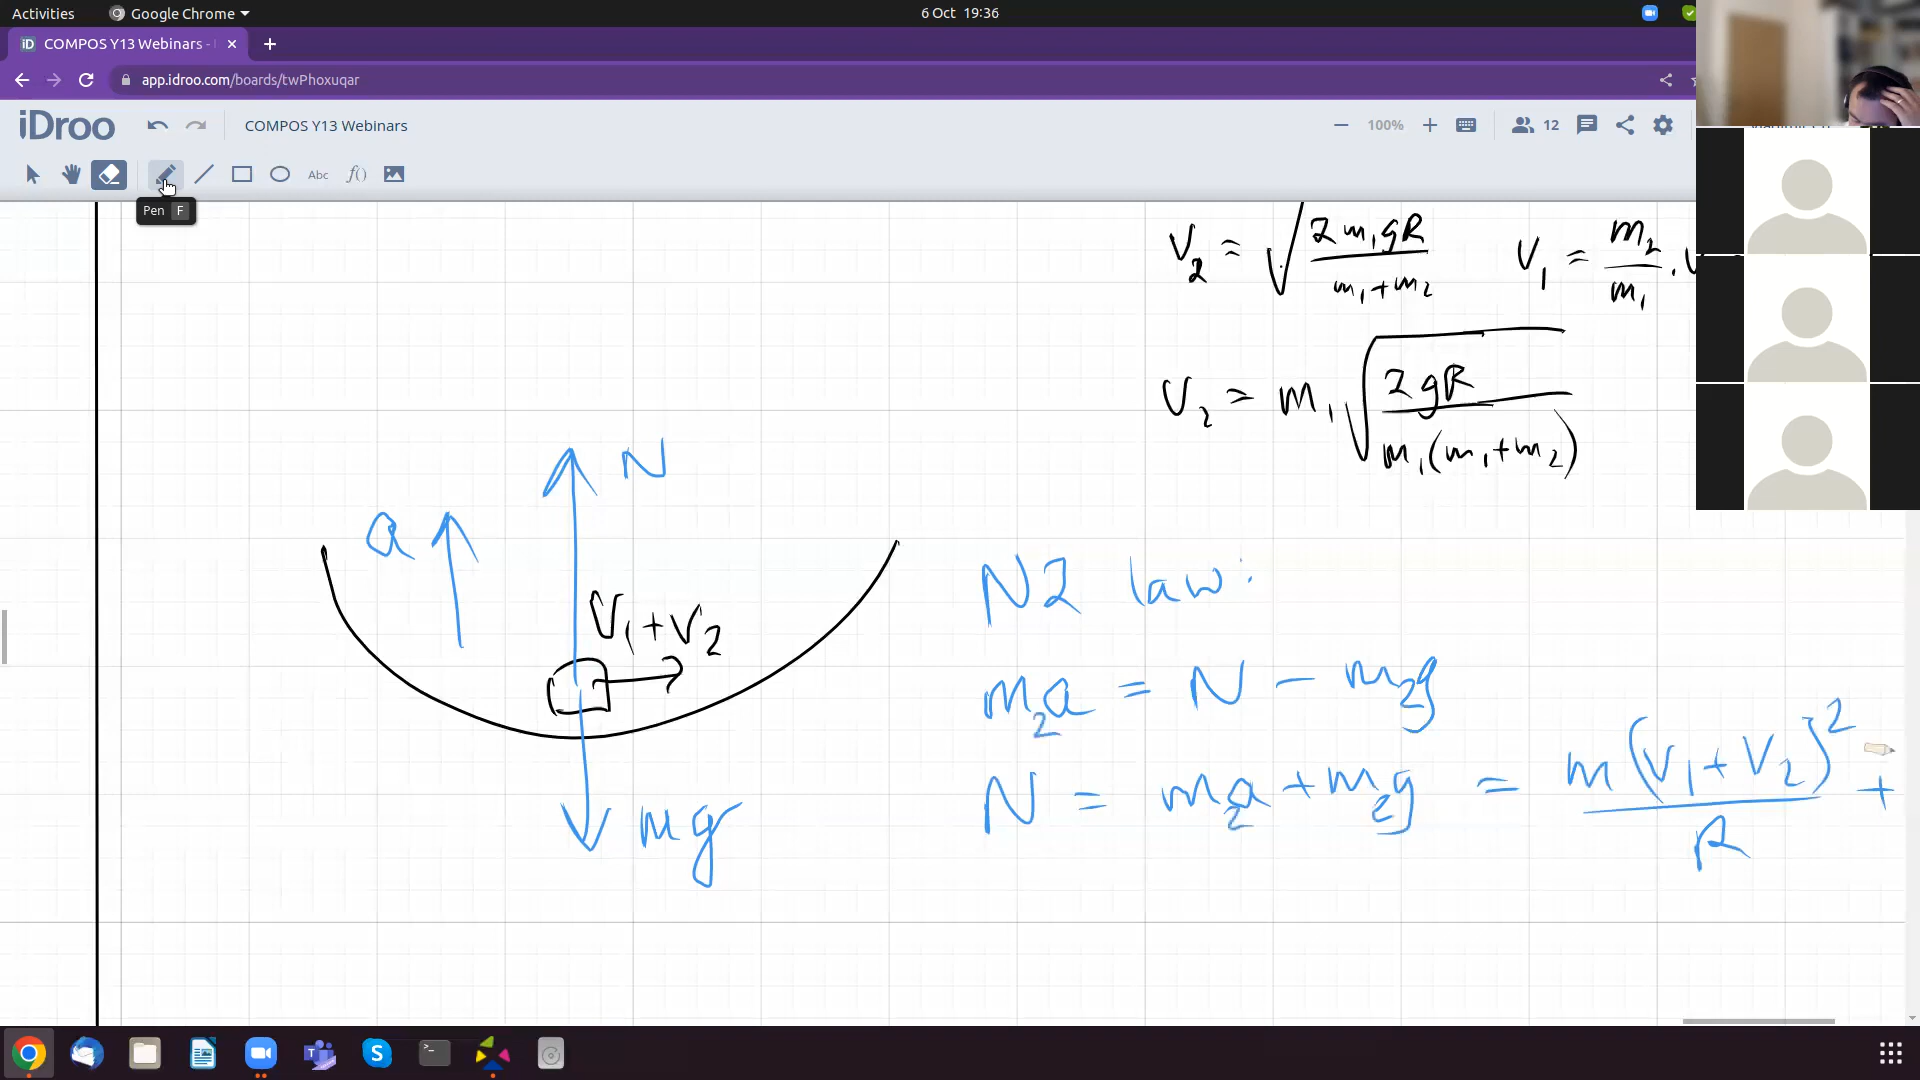 Activities Google Chrome 6 Oct 19:36
iD COMPOS Y13 Webinars -
app.idroo.com/boards/twPhoxuqar
iDroo COMPOS Y13 Webinars 100% 12
Abc f()
Pen F
V₂ = √(2m₁gR/(m₁+m₂)) V₁ = m₂/m₁ ·
V₂ = m₁√(2gR/(m₁(m₁+m₂)))
N
a
V₁+V₂
mg
N2 law:
m₂a = N - m₂g
N = m₂a + m₂g = m(V₁+V₂)²/R +